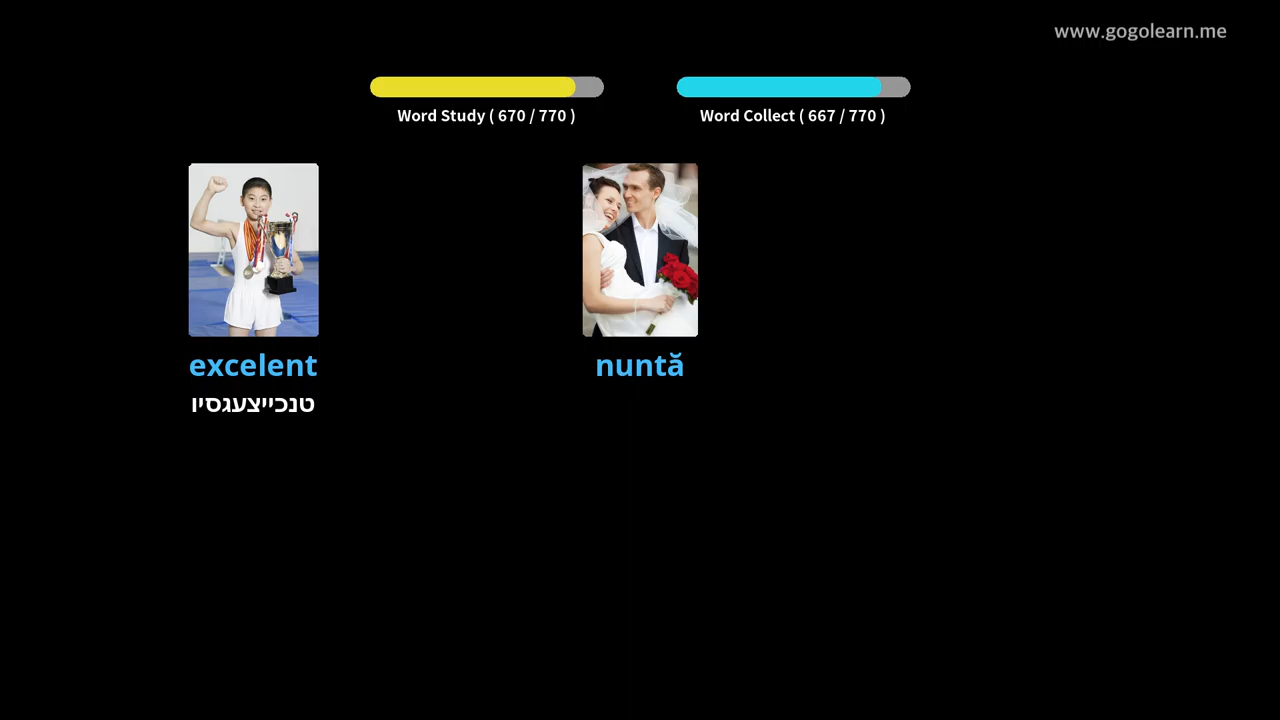 www.gogolearn.me
Word Study ( 670 / 770 )
Word Collect ( 667 / 770 )
excelent
nuntă
טנכייצעגסיו